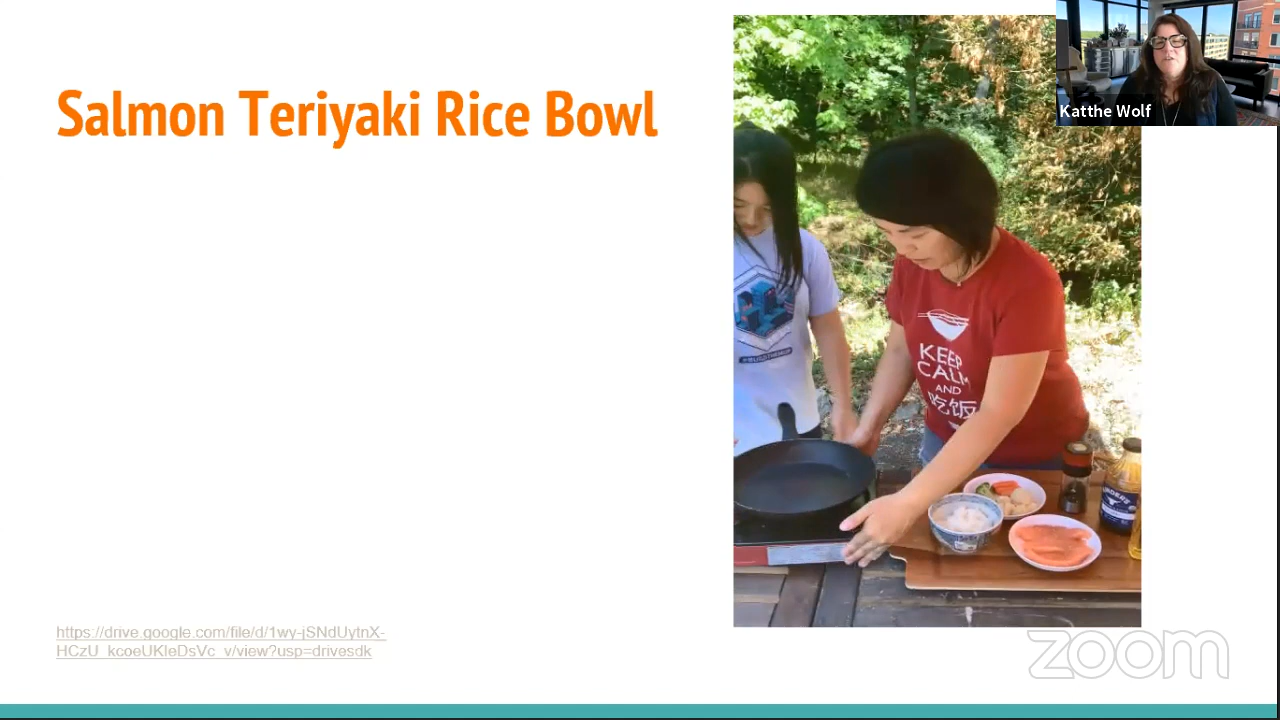 Salmon Teriyaki Rice Bowl
Katthe Wolf
KEEP
CALM
AND
吃饭
https://drive.google.com/file/d/1wy-jSNdUytnX-
HCzU_kcoeUKleDsVc_v/view?usp=drivesdk
zoom